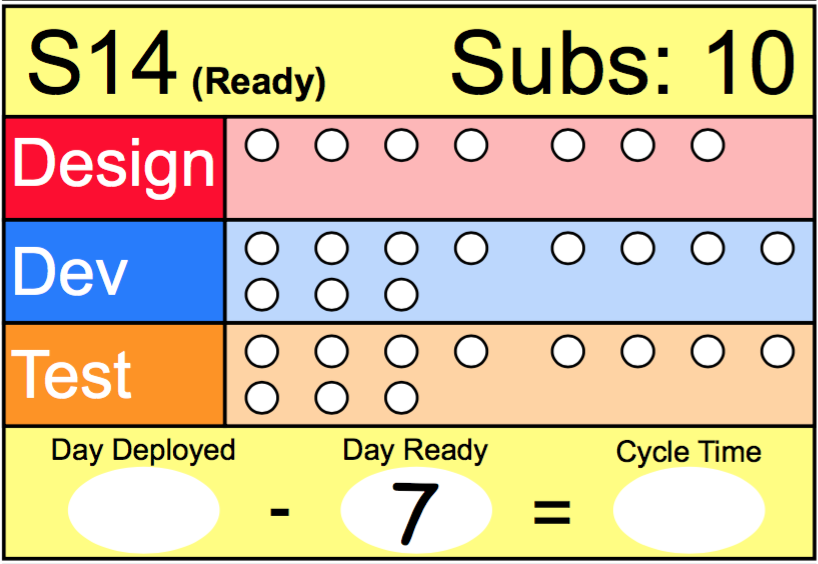 S14 (Ready) Subs: 10
Design
Dev
Test
Day Deployed Day Ready Cycle Time
- 7 =